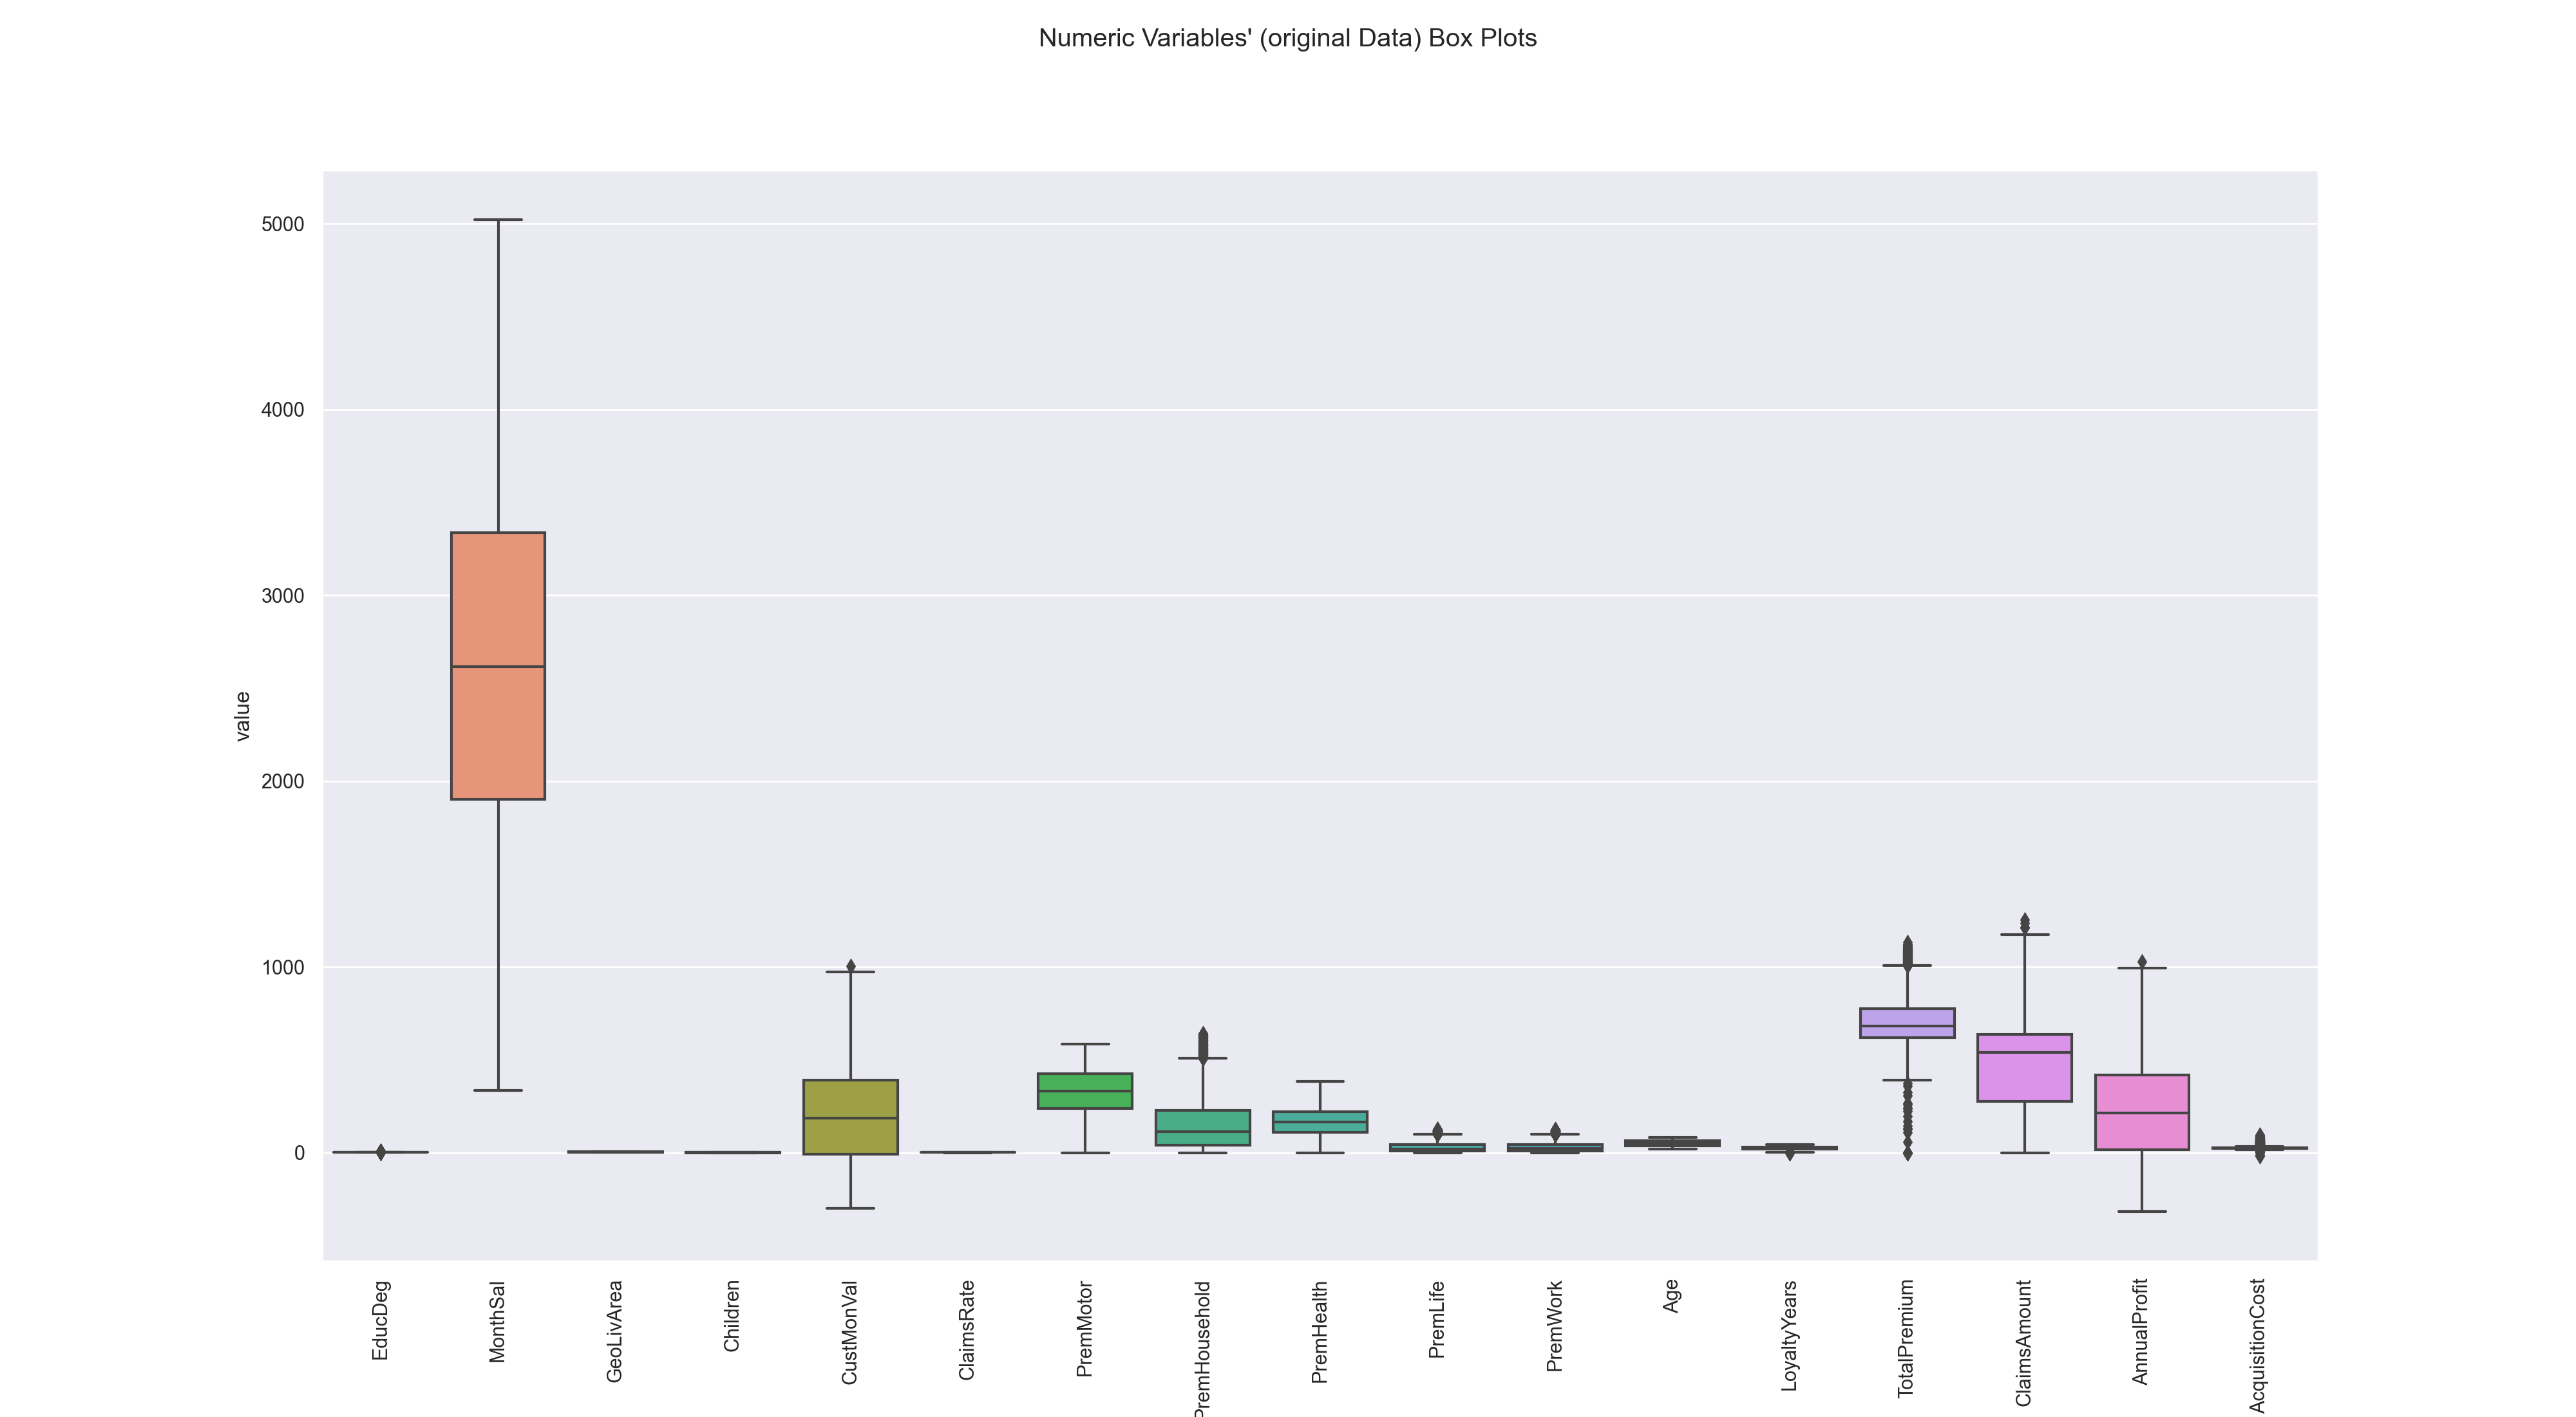 Numeric Variables' (original Data) Box Plots
5000
4000
3000
2000
1000
0
value
EducDeg
MonthSal
GeoLivArea
Children
CustMonVal
ClaimsRate
PremMotor
PremHousehold
PremHealth
PremLife
PremWork
Age
LoyaltyYears
TotalPremium
ClaimsAmount
AnnualProfit
AcquisitionCost